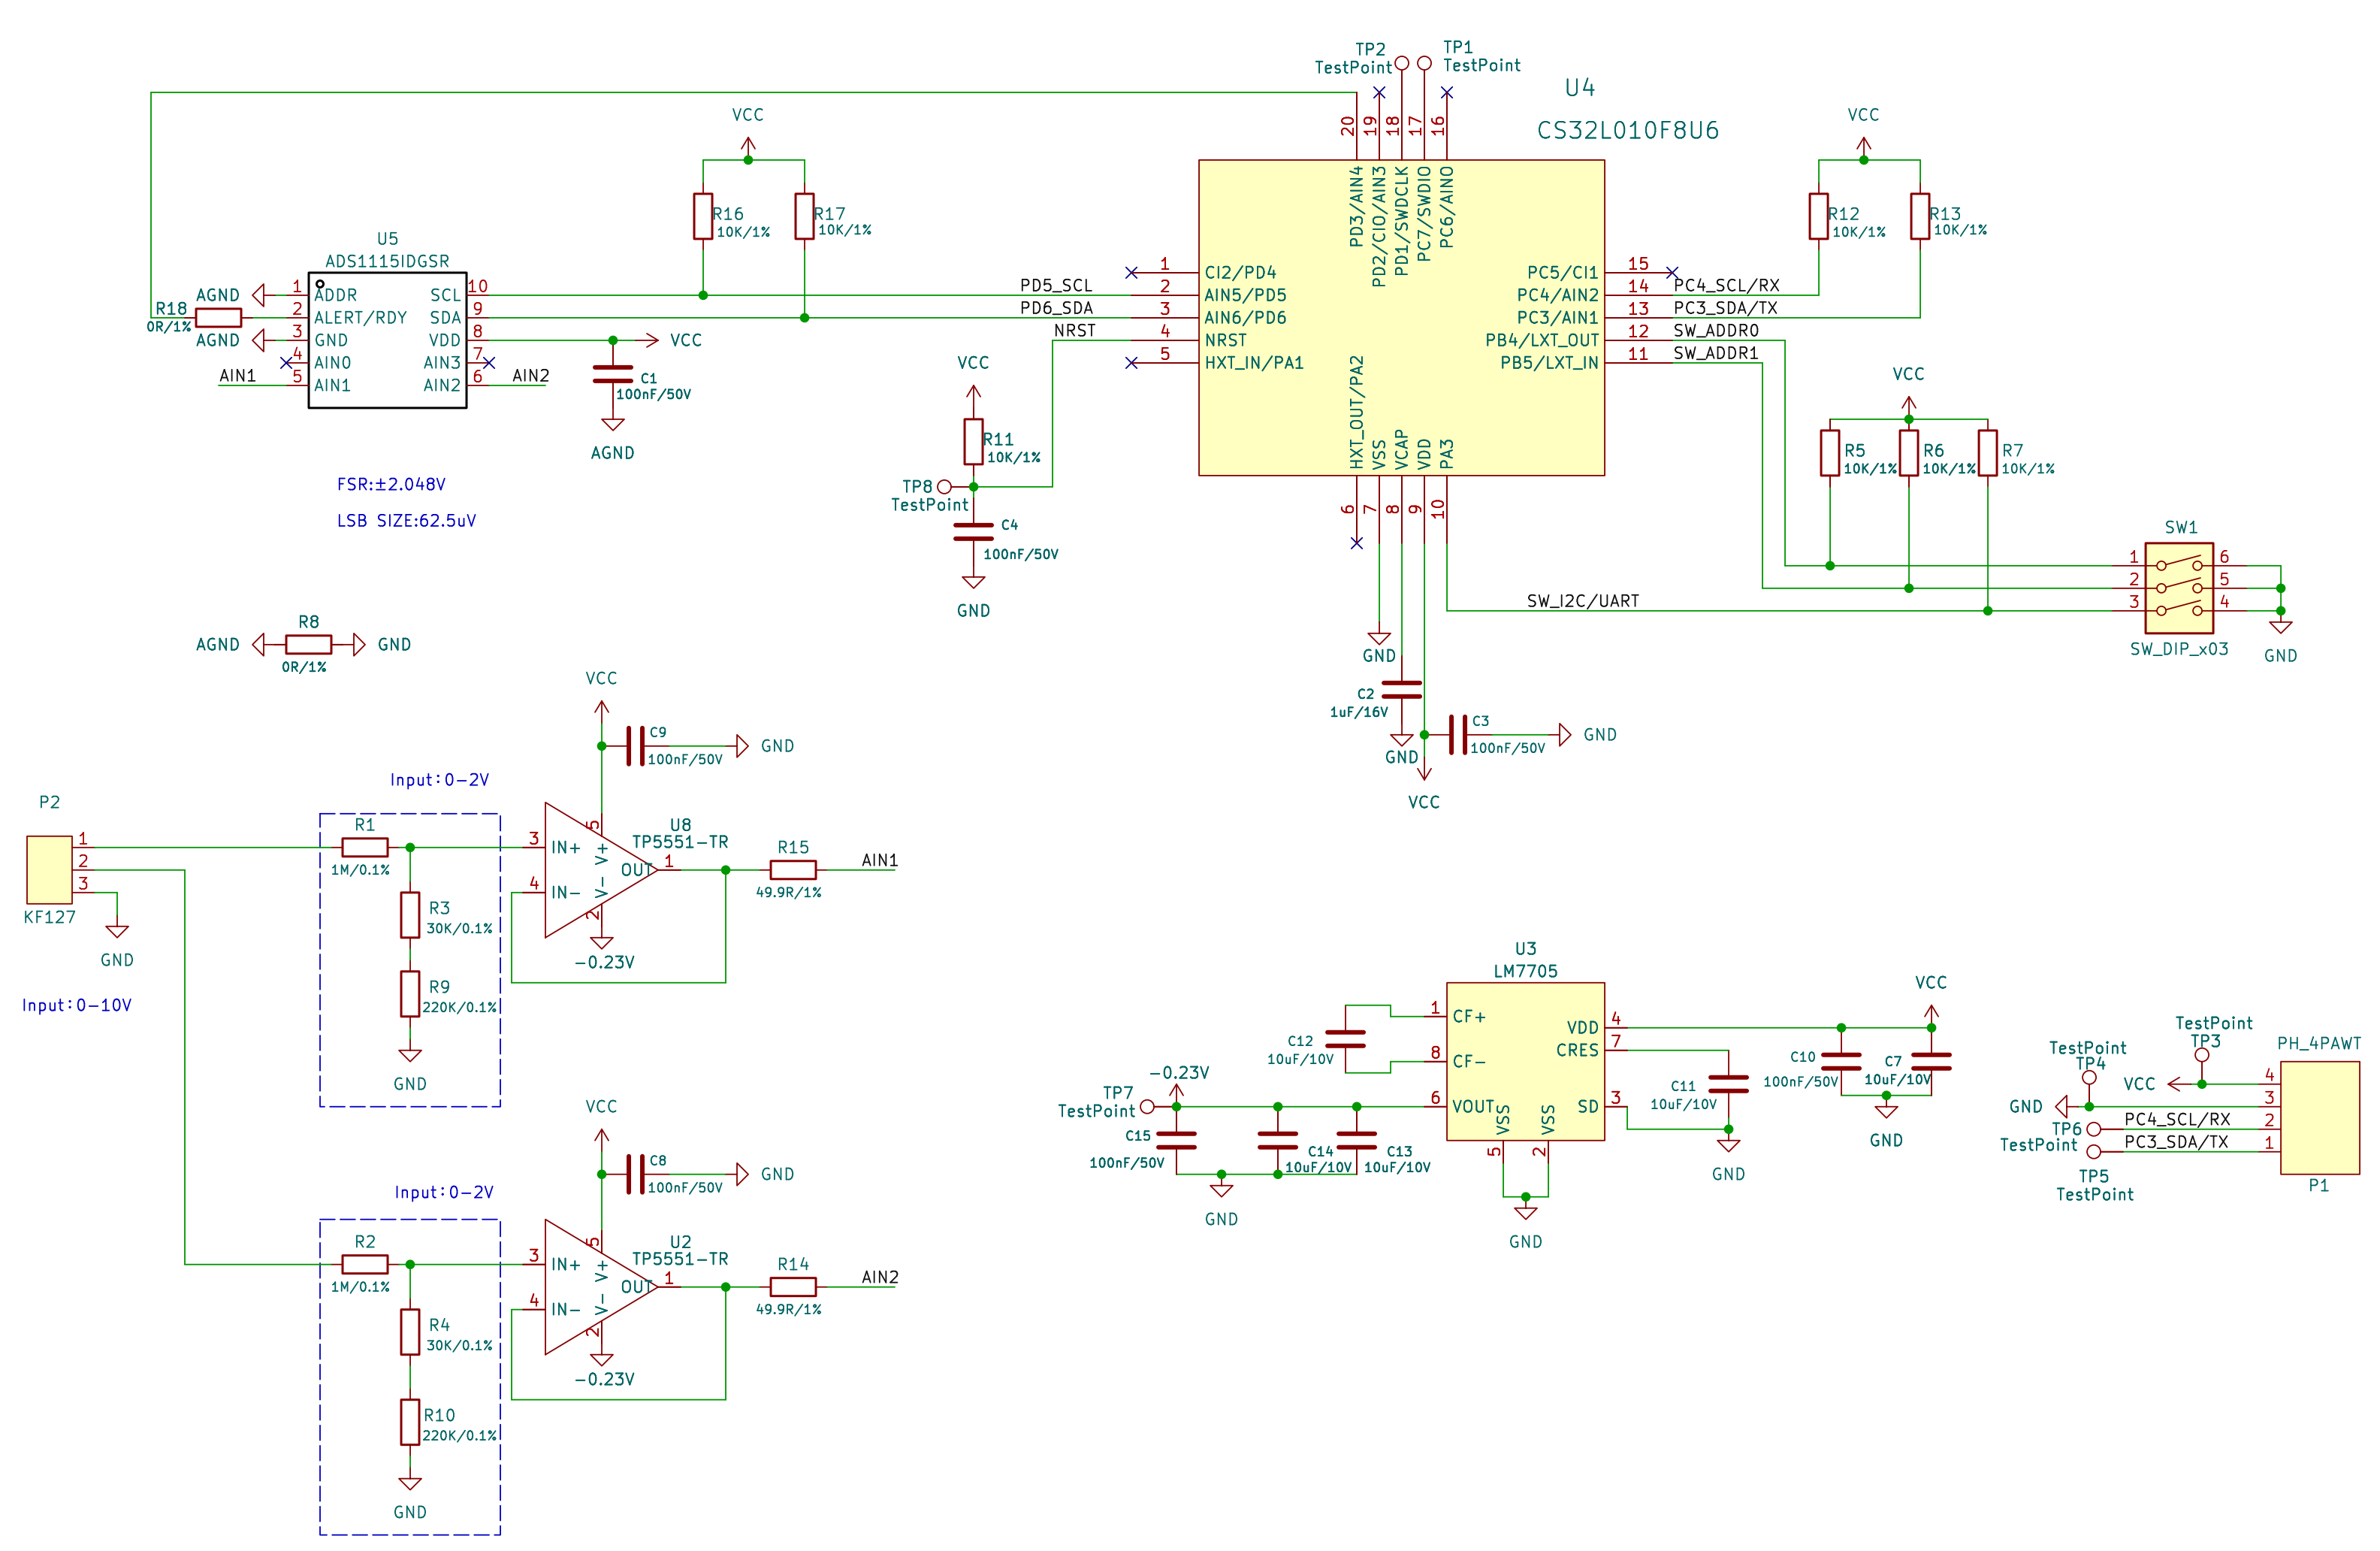 TP2
TestPoint
TP1
TestPoint
U4
CS32L010F8U6
20
19
18
17
16
PD3/AIN4
PD2/CIO/AIN3
PD1/SWDCLK
PC7/SWDIO
PC6/AIN0
1
2
3
4
5
CI2/PD4
AIN5/PD5
AIN6/PD6
NRST
HXT_IN/PA1
PC5/CI1
PC4/AIN2
PC3/AIN1
PB4/LXT_OUT
PB5/LXT_IN
15
14
13
12
11
HXT_OUT/PA2
VSS
VCAP
VDD
PA3
6
7
8
9
10
PD5_SCL
PD6_SDA
NRST
PC4_SCL/RX
PC3_SDA/TX
SW_ADDR0
SW_ADDR1
VCC
R16
10K/1%
R17
10K/1%
VCC
R12
10K/1%
R13
10K/1%
U5
ADS1115IDGSR
AGND
R18
0R/1%
AGND
AIN1
1
2
3
4
5
ADDR
ALERT/RDY
GND
AIN0
AIN1
SCL
SDA
VDD
AIN3
AIN2
10
9
8
7
6
AIN2
VCC
C1
100nF/50V
AGND
FSR:±2.048V
LSB SIZE:62.5uV
VCC
R11
10K/1%
TP8
TestPoint
C4
100nF/50V
GND
VCC
R5
10K/1%
R6
10K/1%
R7
10K/1%
SW1
1
2
3
6
5
4
SW_DIP_x03
GND
SW_I2C/UART
GND
C2
1uF/16V
GND
C3
100nF/50V
GND
VCC
R8
AGND
GND
0R/1%
VCC
C9
100nF/50V
GND
Input:0-2V
P2
1
2
3
KF127
GND
Input:0-10V
R1
1M/0.1%
R3
30K/0.1%
R9
220K/0.1%
GND
3
4
5
2
1
IN+
IN-
V+
V-
OUT
U8
TP5551-TR
-0.23V
R15
49.9R/1%
AIN1
VCC
C8
100nF/50V
GND
Input:0-2V
R2
1M/0.1%
R4
30K/0.1%
R10
220K/0.1%
GND
3
4
5
2
1
IN+
IN-
V+
V-
OUT
U2
TP5551-TR
-0.23V
R14
49.9R/1%
AIN2
U3
LM7705
1
8
6
CF+
CF-
VOUT
VDD
CRES
SD
VSS
VSS
4
7
3
5
2
C12
10uF/10V
-0.23V
TP7
TestPoint
C15
100nF/50V
C14
10uF/10V
C13
10uF/10V
GND
GND
C11
10uF/10V
GND
VCC
C10
100nF/50V
C7
10uF/10V
GND
TestPoint
TP3
TestPoint
TP4
PH_4PAWT
VCC
GND
PC4_SCL/RX
PC3_SDA/TX
TP6
TestPoint
TP5
TestPoint
4
3
2
1
P1